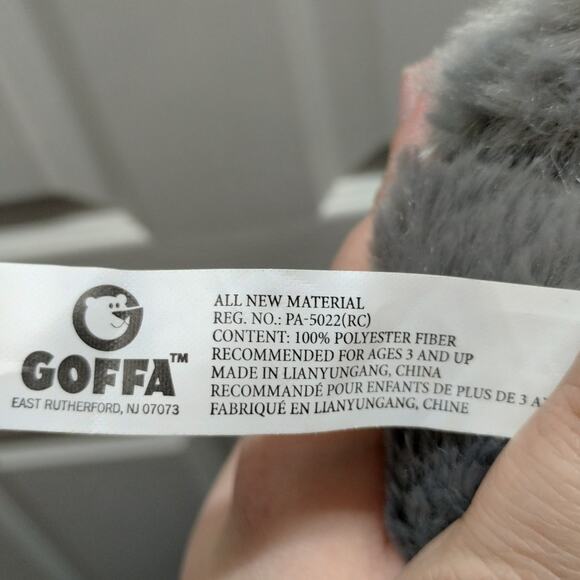 GOFFA™
EAST RUTHERFORD, NJ 07073
ALL NEW MATERIAL
REG. NO.: PA-5022(RC)
CONTENT: 100% POLYESTER FIBER
RECOMMENDED FOR AGES 3 AND UP
MADE IN LIANYUNGANG, CHINA
RECOMMANDÉ POUR ENFANTS DE PLUS DE 3
FABRIQUÉ EN LIANYUNGANG, CHINE